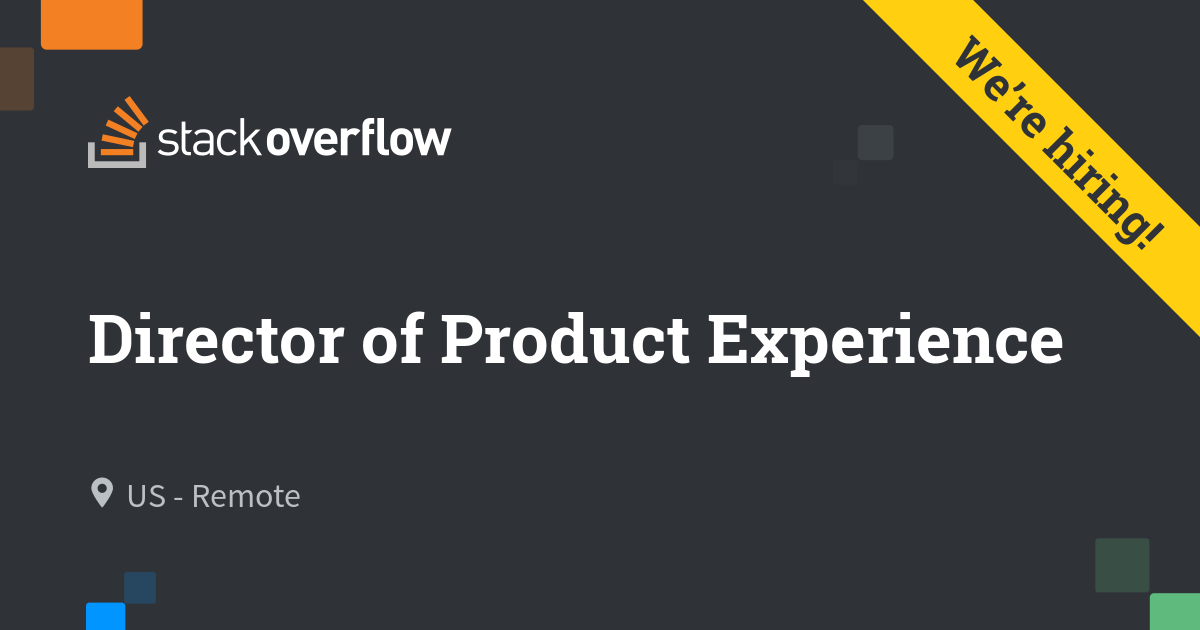 stackoverflow
We're hiring!
Director of Product Experience
US - Remote